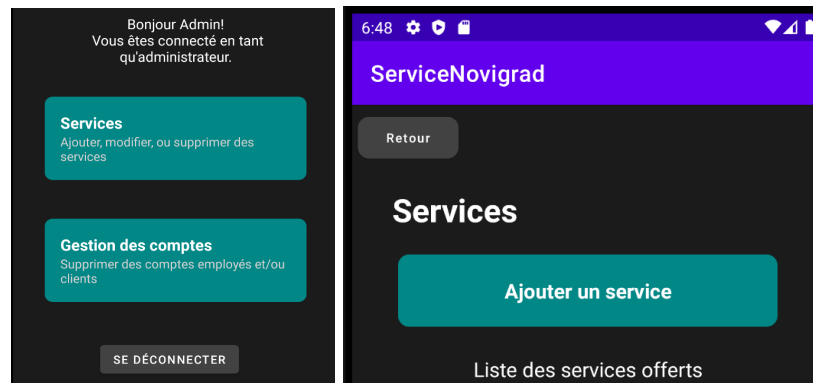 Bonjour Admin!
Vous êtes connecté en tant
qu'administrateur.
Services
Ajouter, modifier, ou supprimer des
services
Gestion des comptes
Supprimer des comptes employés et/ou
clients
SE DÉCONNECTER
6:48
ServiceNovigrad
Retour
Services
Ajouter un service
Liste des services offerts